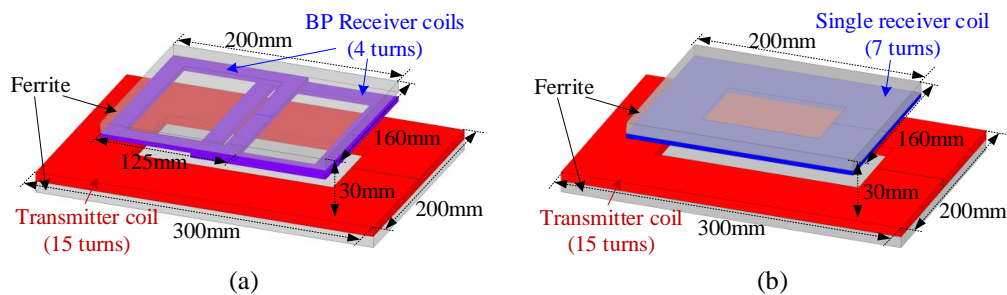 BP Receiver coils
(4 turns)
200mm
Ferrite
160mm
125mm
30mm
200mm
Transmitter coil
(15 turns)
300mm
(a)
Single receiver coil
(7 turns)
200mm
Ferrite
160mm
30mm
200mm
Transmitter coil
(15 turns)
300mm
(b)